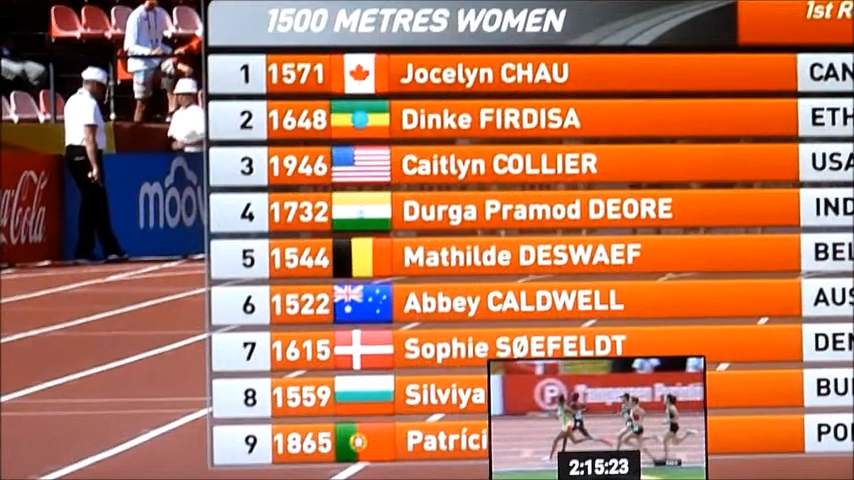 1500 METRES WOMEN
1st R
1 1571 Jocelyn CHAU CAN
2 1648 Dinke FIRDISA ETH
3 1946 Caitlyn COLLIER USA
4 1732 Durga Pramod DEORE IND
5 1544 Mathilde DESWAEF BEL
6 1522 Abbey CALDWELL AUS
7 1615 Sophie SØEFELDT DEN
8 1559 Silviya BU
9 1865 Patríci PO
Coca-Cola
moov
2:15:23